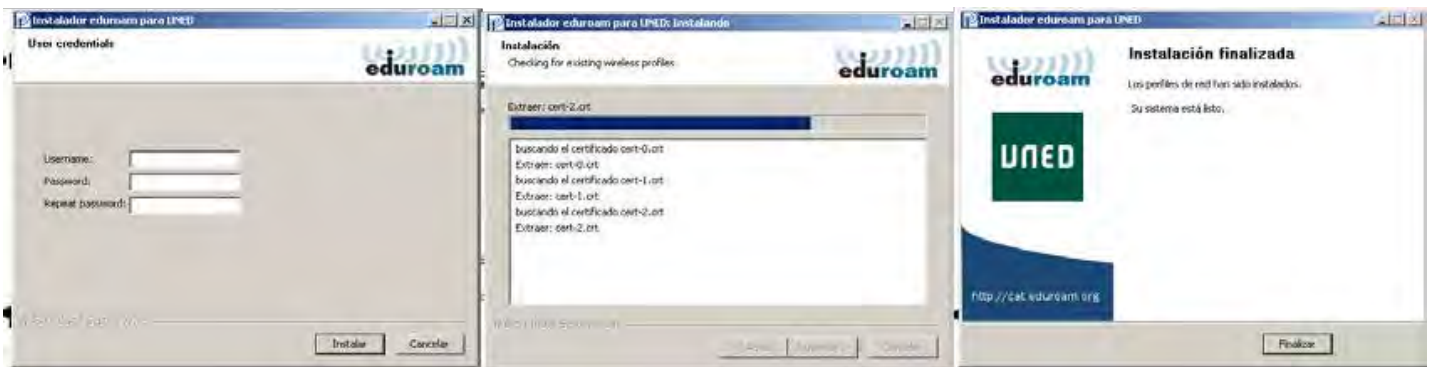 Instalador eduroam para UNED
User credentials
eduroam
Username:
Password:
Repeat password:
Instalar
Cancelar
Instalador eduroam para UNED: Instalando
Instalación
Checking for existing wireless profiles
eduroam
Extraer: cert-2.crt
buscando el certificado cert-0.crt
Extraer: cert-0.crt
buscando el certificado cert-1.crt
Extraer: cert-1.crt
buscando el certificado cert-2.crt
Extraer: cert-2.crt
Cancelar
Instalador eduroam para UNED
eduroam
UNED
http://cat.eduroam.org
Instalación finalizada
Los perfiles de red han sido instalados.
Su sistema está listo.
Finalizar